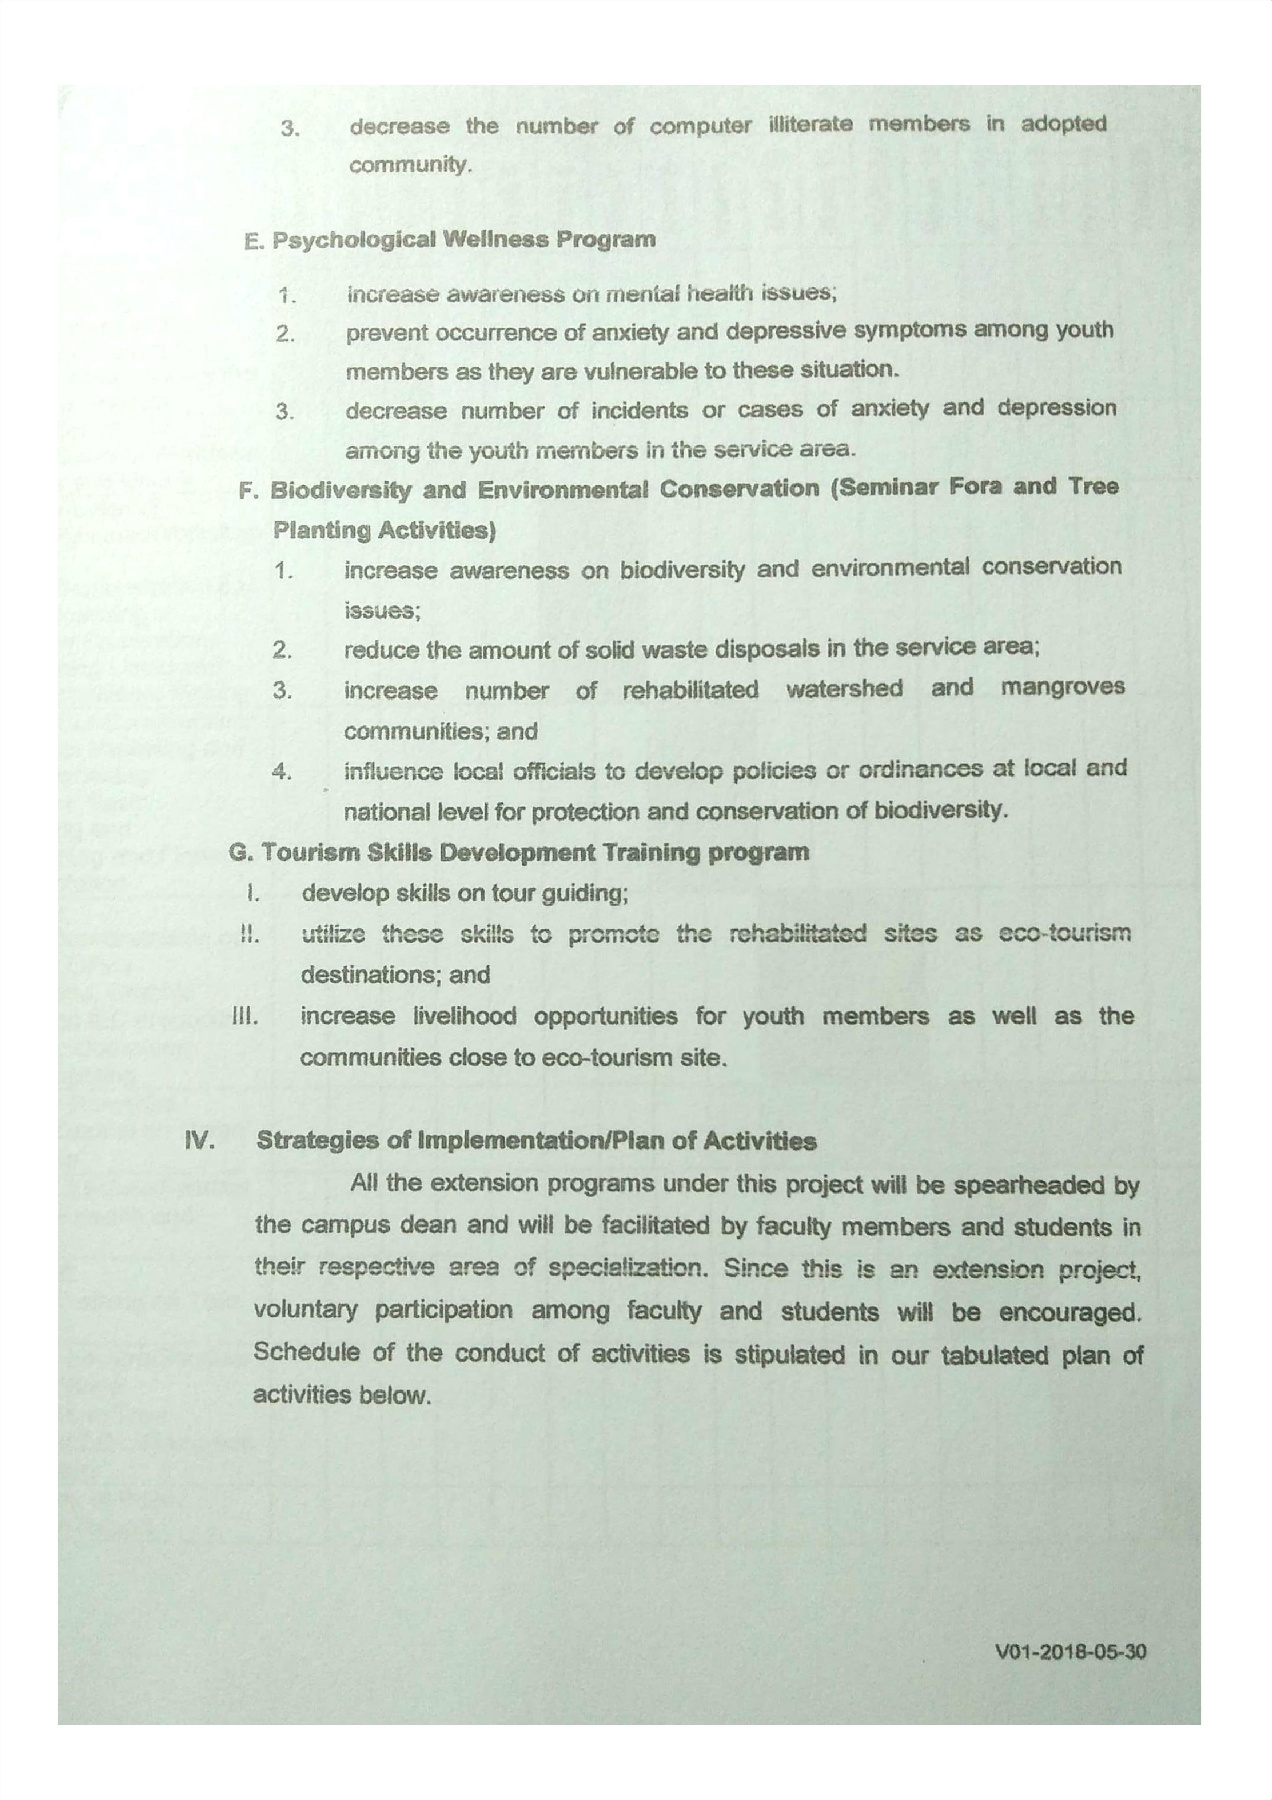 3. decrease the number of computer illiterate members in adopted
community.
E. Psychological Wellness Program
1. increase awareness on mental health issues;
2. prevent occurrence of anxiety and depressive symptoms among youth
members as they are vulnerable to these situation.
3. decrease number of incidents or cases of anxiety and depression
among the youth members in the service area.
F. Biodiversity and Environmental Conservation (Seminar Fora and Tree
Planting Activities)
1. increase awareness on biodiversity and environmental conservation
issues;
2. reduce the amount of solid waste disposals in the service area;
3. increase number of rehabilitated watershed and mangroves
communities; and
4. influence local officials to develop policies or ordinances at local and
national level for protection and conservation of biodiversity.
G. Tourism Skills Development Training program
I. develop skills on tour guiding;
II. utilize these skills to promote the rehabilitated sites as eco-tourism
destinations; and
III. increase livelihood opportunities for youth members as well as the
communities close to eco-tourism site.
IV. Strategies of Implementation/Plan of Activities
All the extension programs under this project will be spearheaded by
the campus dean and will be facilitated by faculty members and students in
their respective area of specialization. Since this is an extension project,
voluntary participation among faculty and students will be encouraged.
Schedule of the conduct of activities is stipulated in our tabulated plan of
activities below.
V01-2018-05-30